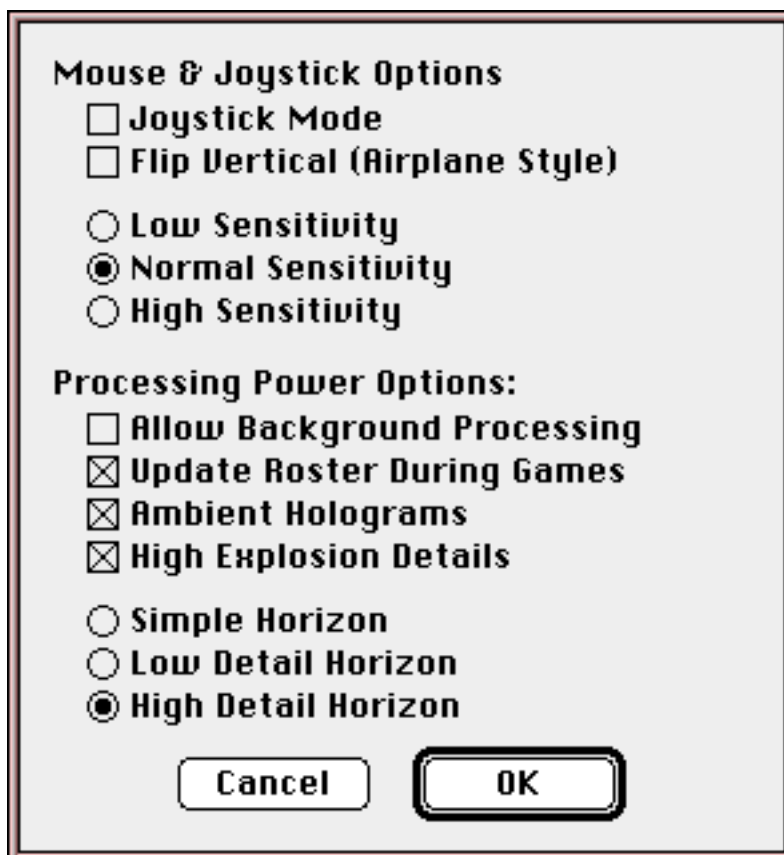 Mouse & Joystick Options
Joystick Mode
Flip Vertical (Airplane Style)
Low Sensitivity
Normal Sensitivity
High Sensitivity
Processing Power Options:
Allow Background Processing
Update Roster During Games
Ambient Holograms
High Explosion Details
Simple Horizon
Low Detail Horizon
High Detail Horizon
Cancel OK